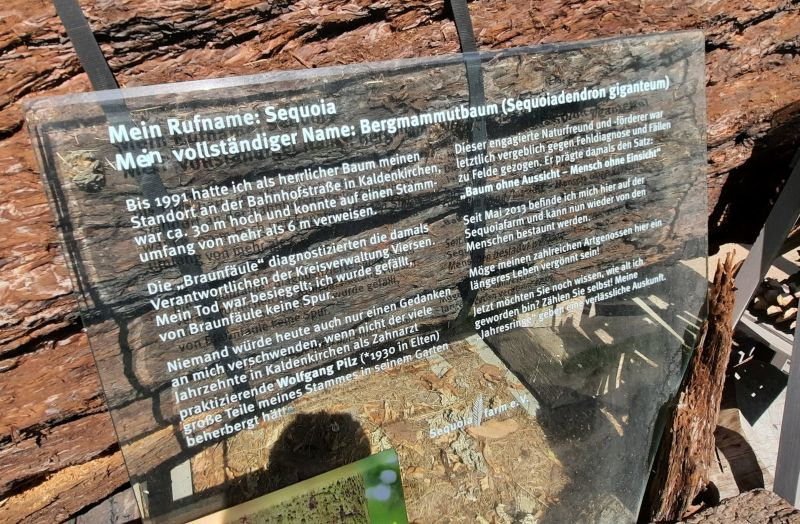 Mein Rufname: Sequoia
Mein vollständiger Name: Bergmammutbaum (Sequoiadendron giganteum)
Bis 1991 hatte ich als herrlicher Baum meinen
Standort an der Bahnhofstraße in Kaldenkirchen,
war ca. 30 m hoch und konnte auf einen Stamm-
umfang von mehr als 6 m verweisen.
Die „Braunfäule“ diagnostizierten die damals
Verantwortlichen der Kreisverwaltung Viersen.
Mein Tod war besiegelt, ich wurde gefällt,
von Braunfäule keine Spur.
Niemand würde heute auch nur einen Gedanken
an mich verschwenden, wenn nicht der viele
Jahrzehnte in Kaldenkirchen als Zahnarzt
praktizierende Wolfgang Pilz (*1930 in Elten)
große Teile meines Stammes in seinem Garten
beherbergt hätte.
Dieser engagierte Naturfreund und -förderer war
letztlich vergeblich gegen Fehldiagnose und Fällen
zu Felde gezogen. Er prägte damals den Satz:
„Baum ohne Aussicht – Mensch ohne Einsicht“
Seit Mai 2013 befinde ich mich hier auf der
Sequoiafarm und kann nun wieder von den
Menschen bestaunt werden.
Möge meinen zahlreichen Artgenossen hier ein
längeres Leben vergönnt sein!
Jetzt möchten Sie noch wissen, wie alt ich
geworden bin? Zählen Sie selbst! Meine
„Jahresringe“ geben eine verlässliche Auskunft.
Sequoia farm e. V.